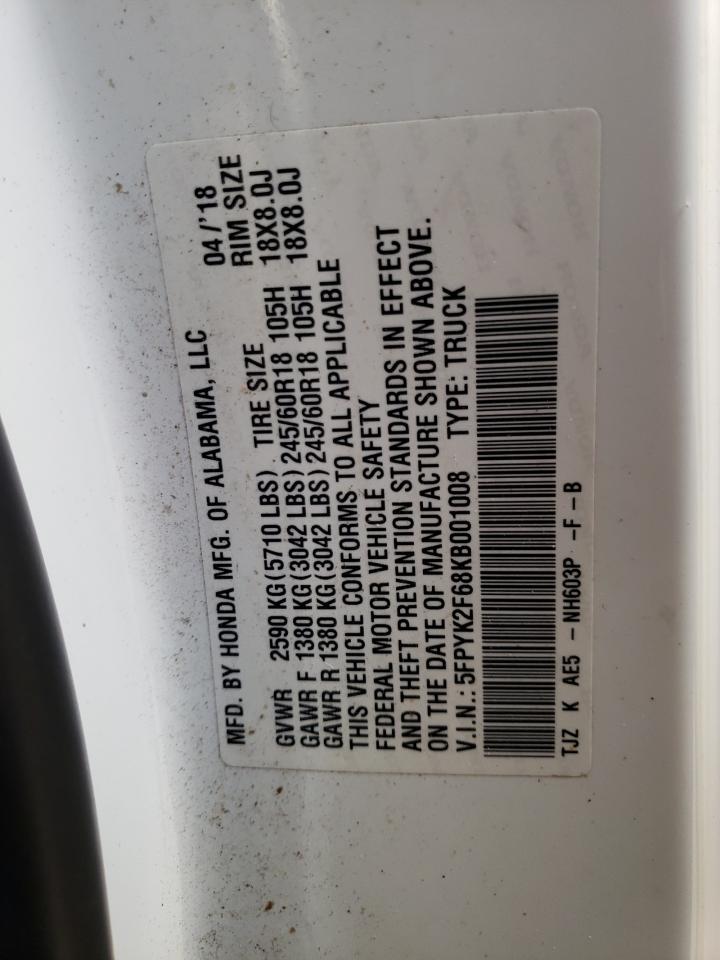 MFD. BY HONDA MFG. OF ALABAMA, LLC 04/'18
GVWR 2590 KG(5710 LBS) TIRE SIZE RIM SIZE
GAWR F 1380 KG(3042 LBS) 245/60R18 105H 18X8.0J
GAWR R 1380 KG(3042 LBS) 245/60R18 105H 18X8.0J
THIS VEHICLE CONFORMS TO ALL APPLICABLE
FEDERAL MOTOR VEHICLE SAFETY
AND THEFT PREVENTION STANDARDS IN EFFECT
ON THE DATE OF MANUFACTURE SHOWN ABOVE.
V.I.N.: 5FPYK2F68KB001008 TYPE: TRUCK
TJZ K AE5 - NH603P -F-B